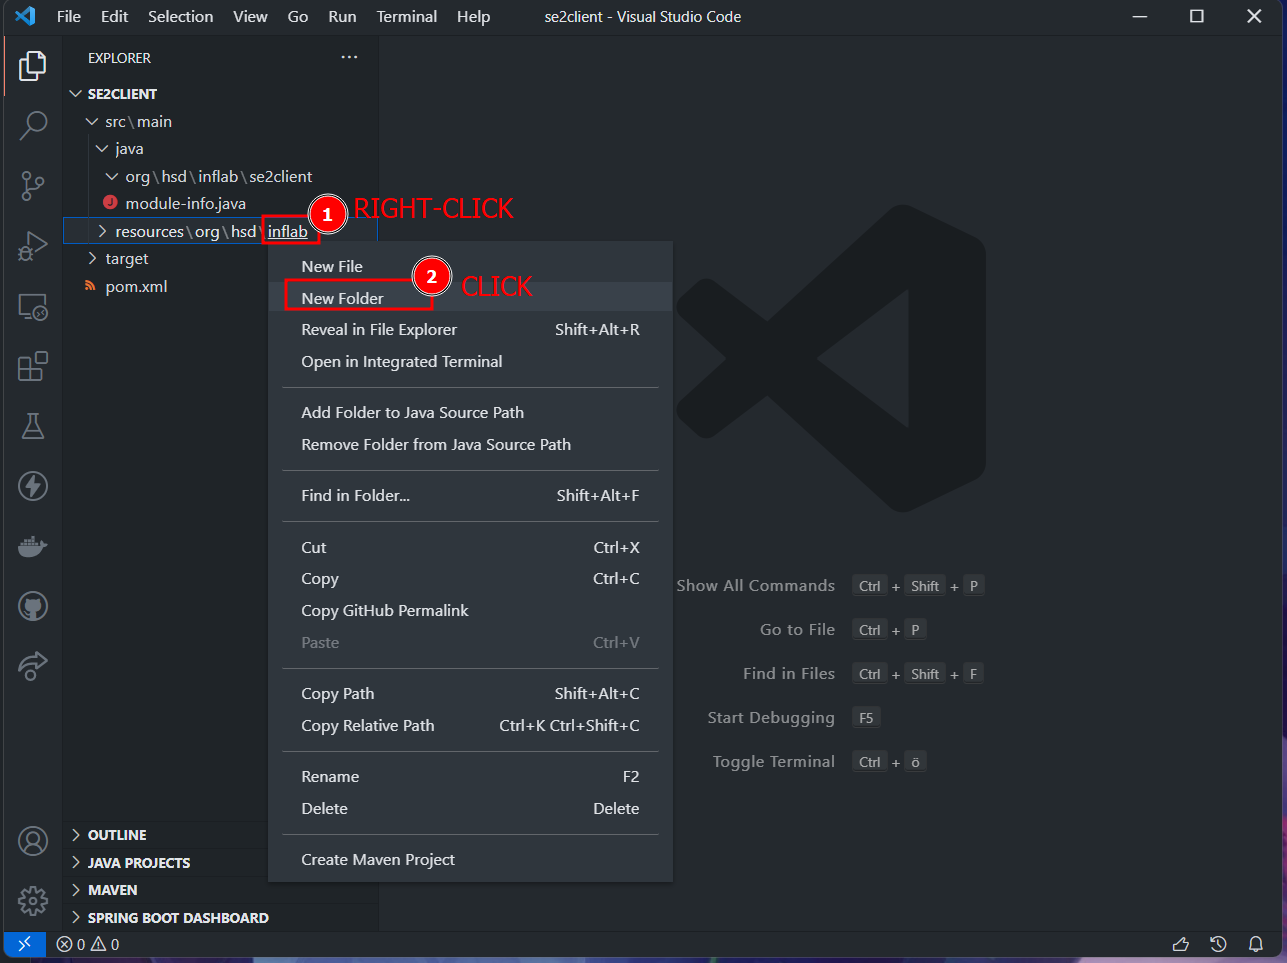 File Edit Selection View Go Run Terminal Help se2client - Visual Studio Code
EXPLORER
SE2CLIENT
src\main
java
org\hsd\inflab\se2client
J module-info.java
1 RIGHT-CLICK
resources\org\hsd\inflab
target
pom.xml
New File
2 CLICK
New Folder
Reveal in File Explorer Shift+Alt+R
Open in Integrated Terminal
Add Folder to Java Source Path
Remove Folder from Java Source Path
Find in Folder... Shift+Alt+F
Cut Ctrl+X
Copy Ctrl+C
Copy GitHub Permalink
Paste Ctrl+V
Copy Path Shift+Alt+C
Copy Relative Path Ctrl+K Ctrl+Shift+C
Rename F2
Delete Delete
Create Maven Project
Show All Commands Ctrl + Shift + P
Go to File Ctrl + P
Find in Files Ctrl + Shift + F
Start Debugging F5
Toggle Terminal Ctrl + ö
OUTLINE
JAVA PROJECTS
MAVEN
SPRING BOOT DASHBOARD
0 0